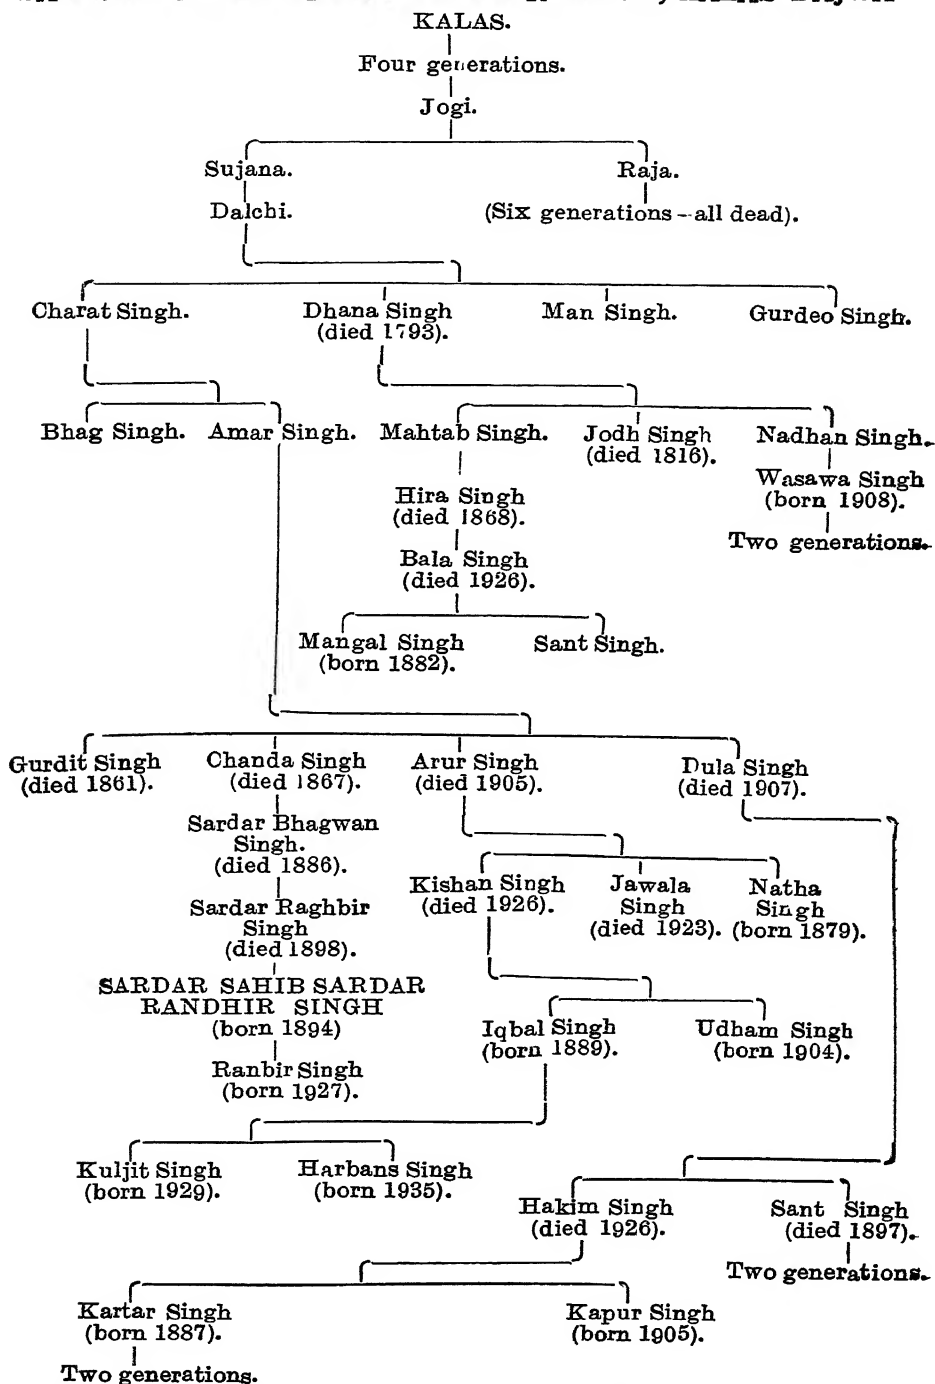 KALAS.
Four generations.
Jogi.
Sujana. Raja.
Dalchi. (Six generations – all dead).
Charat Singh. Dhana Singh Man Singh. Gurdeo Singh.
(died 1793).
Bhag Singh. Amar Singh. Mahtab Singh. Jodh Singh Nadhan Singh.
(died 1816).
Wasawa Singh
(born 1908).
Two generations.
Hira Singh
(died 1868).
Bala Singh
(died 1926).
Mangal Singh Sant Singh.
(born 1882).
Gurdit Singh Chanda Singh Arur Singh Dula Singh
(died 1861). (died 1867). (died 1905). (died 1907).
Sardar Bhagwan
Singh.
(died 1886).
Kishan Singh Jawala Natha
(died 1926). Singh Singh
(died 1923). (born 1879).
Sardar Raghbir
Singh
(died 1898).
SARDAR SAHIB SARDAR
RANDHIR SINGH
(born 1894)
Iqbal Singh Udham Singh
(born 1889). (born 1904).
Ranbir Singh
(born 1927).
Kuljit Singh Harbans Singh
(born 1929). (born 1935).
Hakim Singh Sant Singh
(died 1926). (died 1897).
Two generations.
Kartar Singh Kapur Singh
(born 1887). (born 1905).
Two generations.